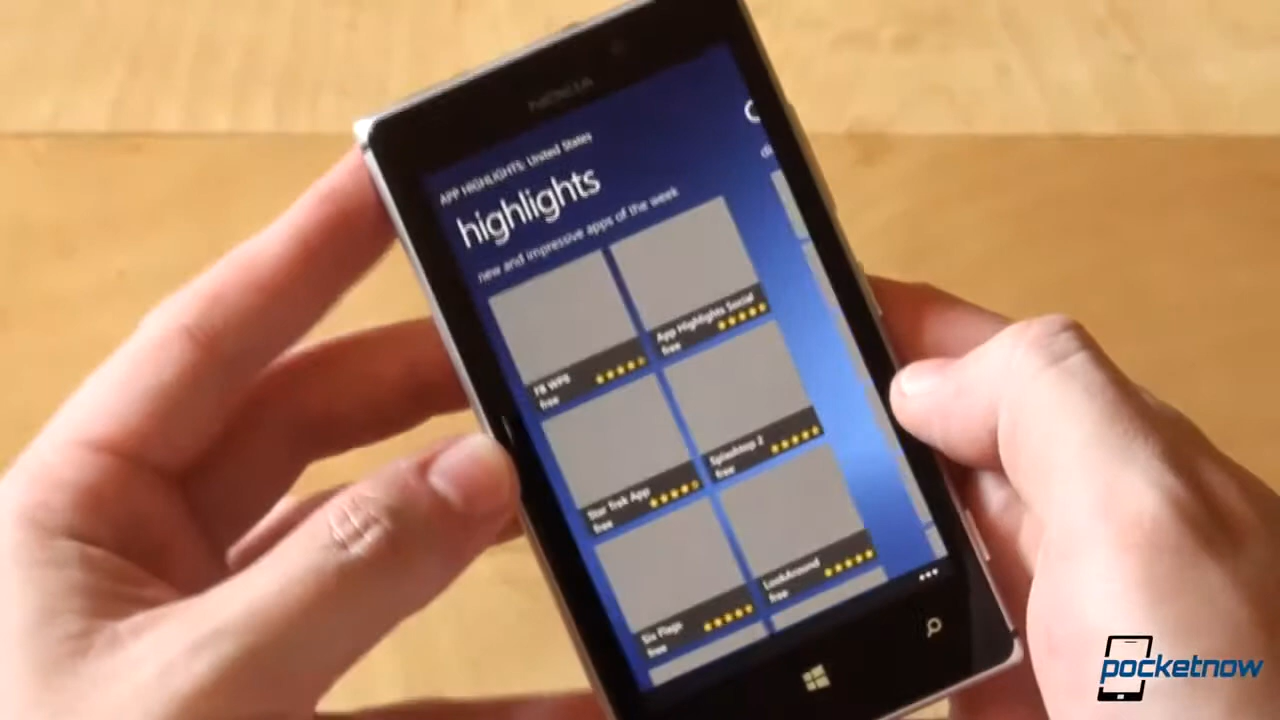 NOKIA
APP HIGHLIGHTS: United States
highlights
new and impressive apps of the week
FB WP8
free
App Highlights Social
free
Star Trek App
free
Splashtop 2
free
Six Flags
free
LookAround
free
pocketnow